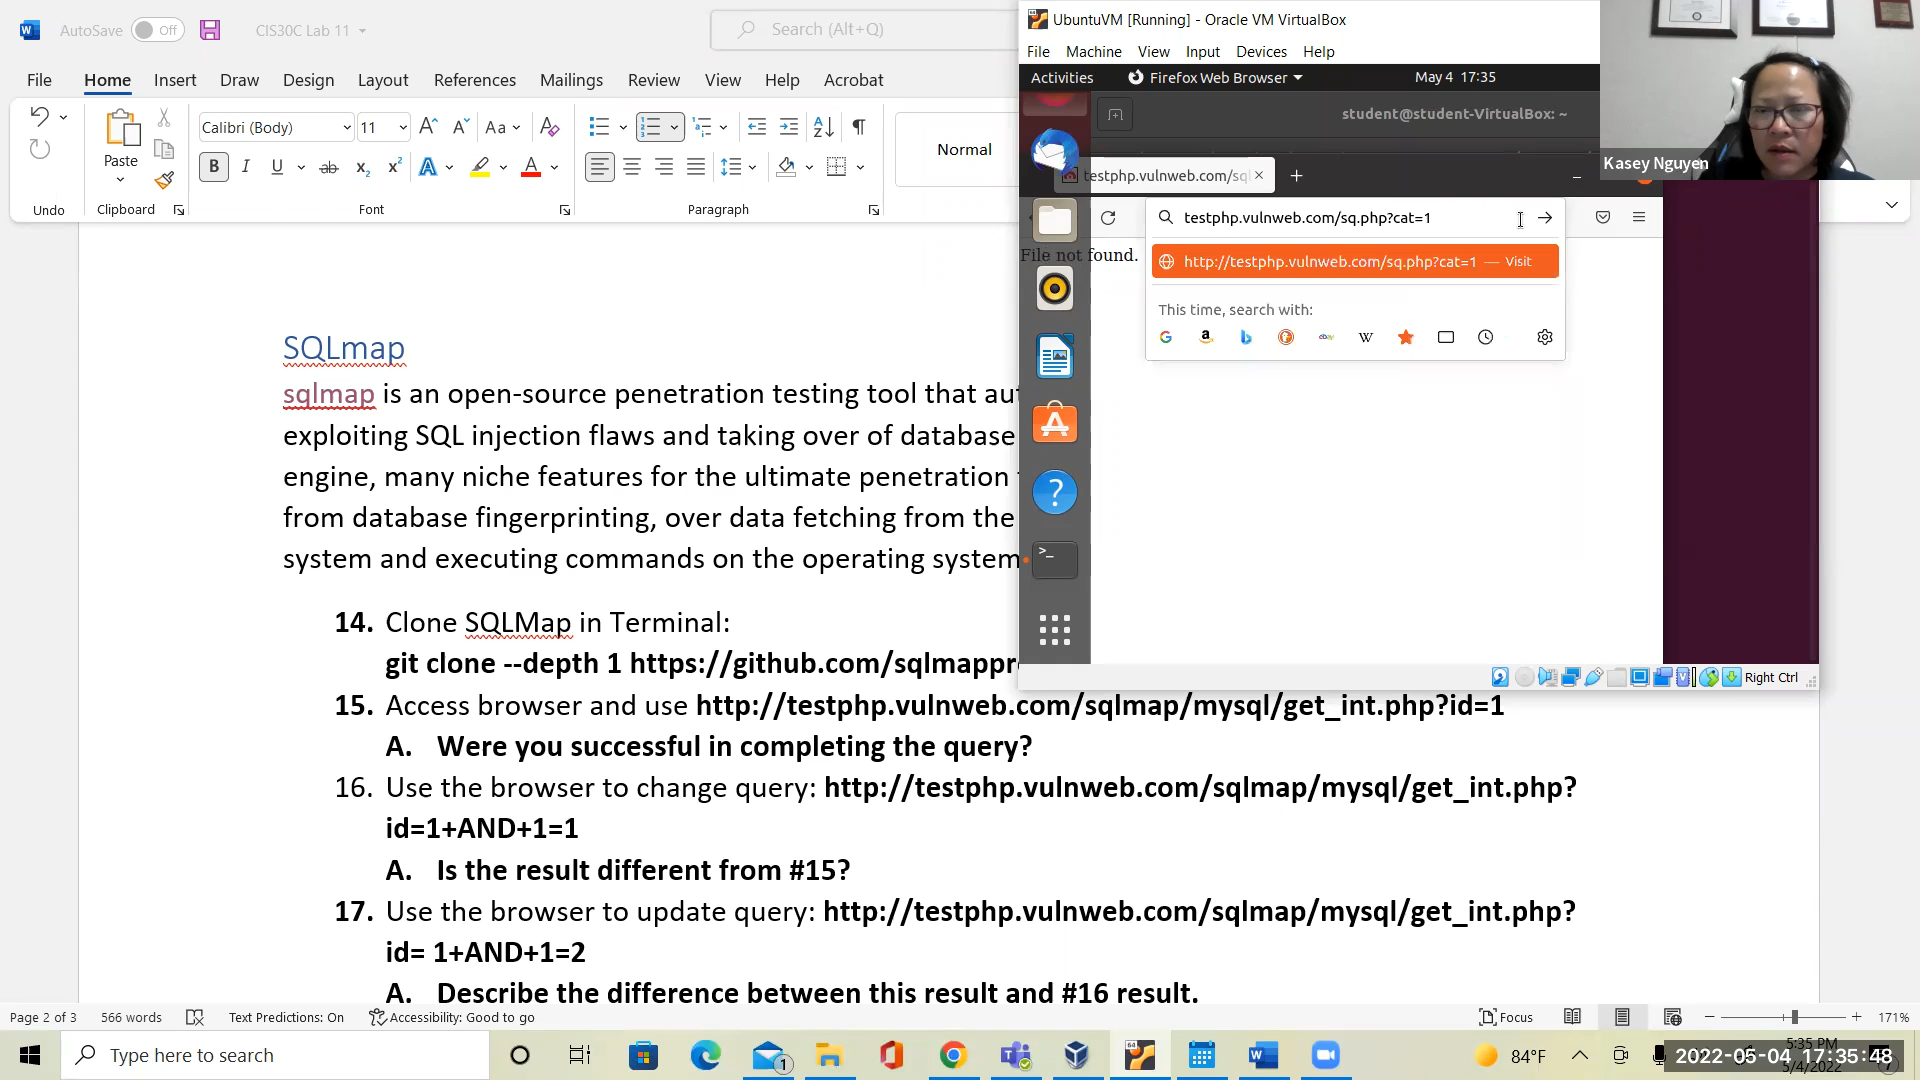 AutoSave
Off
CIS30C Lab 11
Search (Alt+Q)
File
Home
Insert
Draw
Design
Layout
References
Mailings
Review
View
Help
Acrobat
Calibri (Body)
11
Aa
Paste
Normal
Undo
Clipboard
Font
Paragraph
UbuntuVM [Running] - Oracle VM VirtualBox
File Machine View Input Devices Help
Activities
Firefox Web Browser
May 4 17:35
student@student-VirtualBox: ~
Kasey Nguyen
testphp.vulnweb.com/sq
testphp.vulnweb.com/sq.php?cat=1
File not found.
http://testphp.vulnweb.com/sq.php?cat=1 — Visit
This time, search with:
Right Ctrl
SQLmap
sqlmap is an open-source penetration testing tool that
exploiting SQL injection flaws and taking over of database
engine, many niche features for the ultimate penetration
from database fingerprinting, over data fetching from the
system and executing commands on the operating system
14. Clone SQLMap in Terminal:
git clone --depth 1 https://github.com/sqlmappr
15. Access browser and use http://testphp.vulnweb.com/sqlmap/mysql/get_int.php?id=1
A. Were you successful in completing the query?
16. Use the browser to change query: http://testphp.vulnweb.com/sqlmap/mysql/get_int.php?
id=1+AND+1=1
A. Is the result different from #15?
17. Use the browser to update query: http://testphp.vulnweb.com/sqlmap/mysql/get_int.php?
id= 1+AND+1=2
A. Describe the difference between this result and #16 result.
Page 2 of 3
566 words
Text Predictions: On
Accessibility: Good to go
Focus
171%
Type here to search
84°F
5:35 PM
5/4/2022
2022-05-04 17:35:48